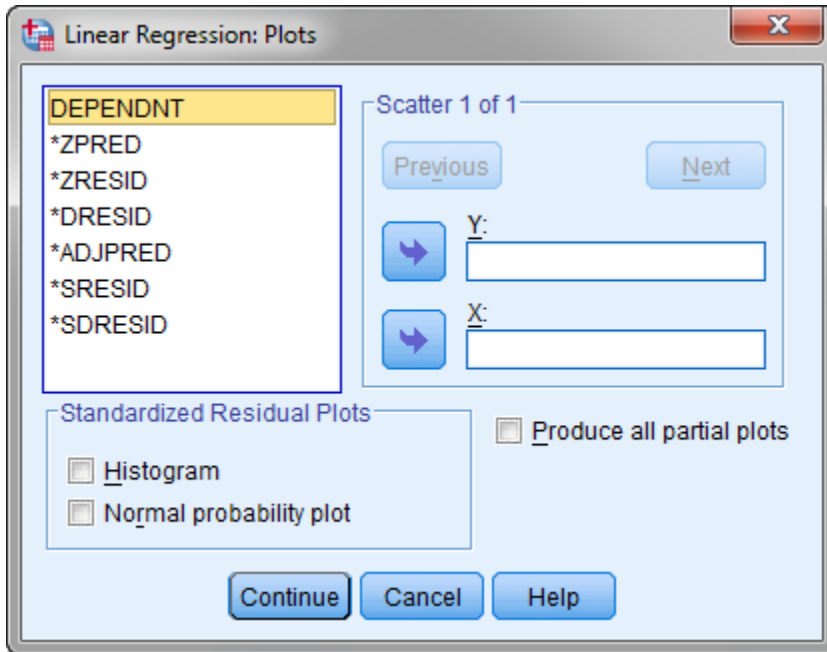 Linear Regression: Plots
DEPENDNT
*ZPRED
*ZRESID
*DRESID
*ADJPRED
*SRESID
*SDRESID
Scatter 1 of 1
Previous
Next
Y:
X:
Standardized Residual Plots
Histogram
Normal probability plot
Produce all partial plots
Continue
Cancel
Help